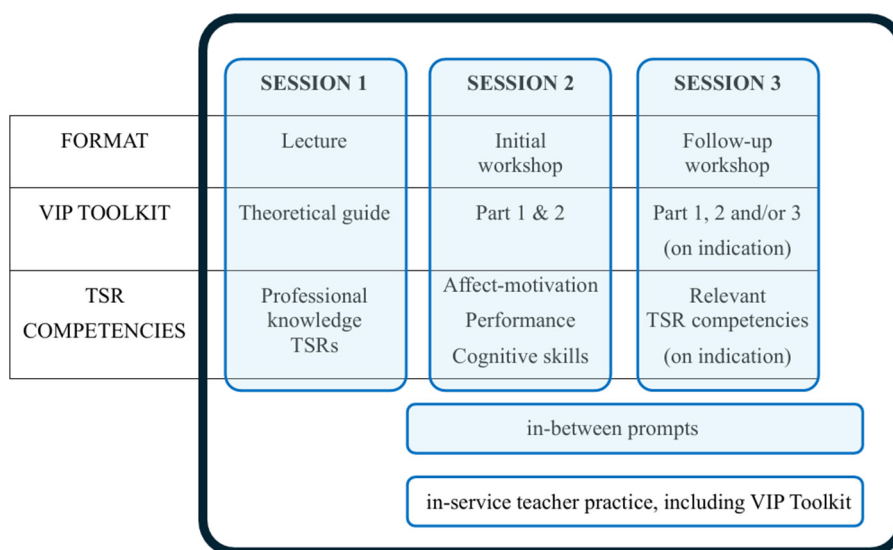 SESSION 1
SESSION 2
SESSION 3
FORMAT
Lecture
Initial
workshop
Follow-up
workshop
VIP TOOLKIT
Theoretical guide
Part 1 & 2
Part 1, 2 and/or 3
(on indication)
TSR
COMPETENCIES
Professional
knowledge
TSRs
Affect-motivation
Performance
Cognitive skills
Relevant
TSR competencies
(on indication)
in-between prompts
in-service teacher practice, including VIP Toolkit